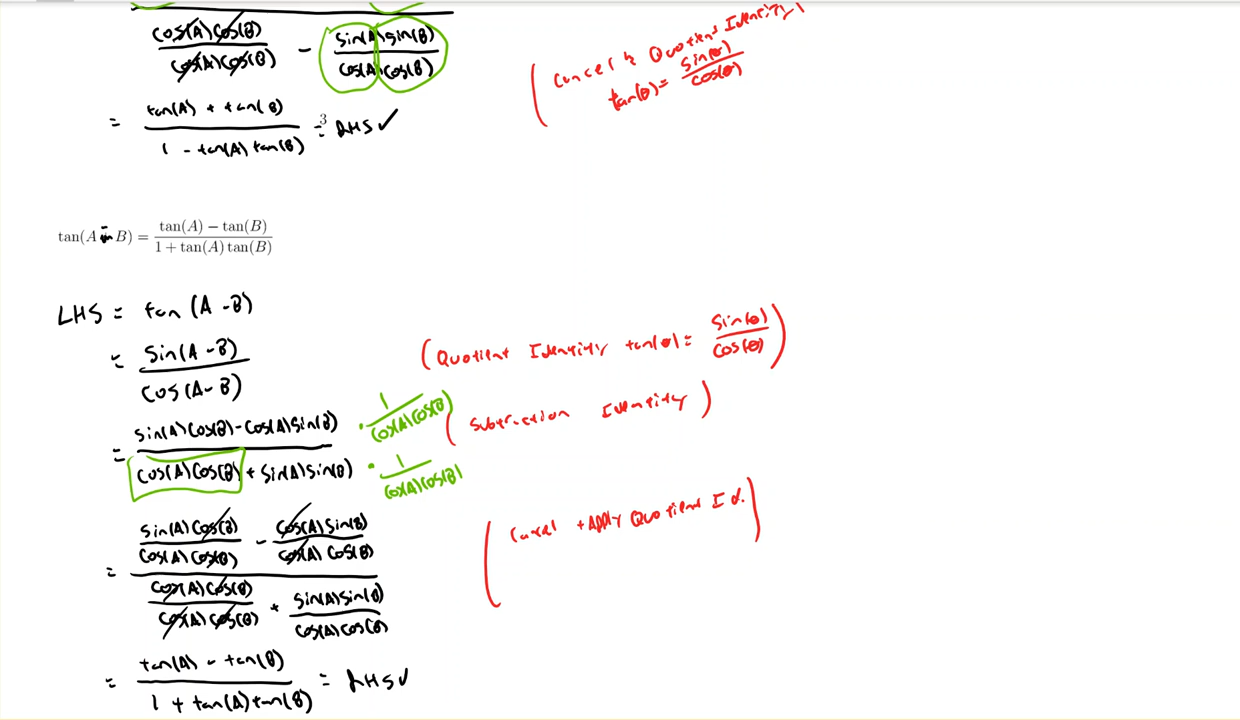 cos(A)cos(B) / cos(A)cos(B) - sin(A)sin(B) / cos(A)cos(B)
(Cancel & Quotient Identity)
tan(θ) = sin(θ) / cos(θ)
= tan(A) + tan(B) / 1 - tan(A)tan(B) = RHS ✓
3
tan(A - B) = tan(A) − tan(B) / 1 + tan(A) tan(B)
LHS = tan(A - B)
= sin(A - B) / cos(A - B) (Quotient Identity tan(θ) = sin(θ) / cos(θ))
= sin(A)cos(B) - cos(A)sin(B) / cos(A)cos(B) + sin(A)sin(B) · 1 / cos(A)cos(B) · 1 / cos(A)cos(B) (Subtraction Identity)
= sin(A)cos(B) / cos(A)cos(B) - cos(A)sin(B) / cos(A)cos(B) (Cancel + Apply Quotient Id.)
cos(A)cos(B) / cos(A)cos(B) + sin(A)sin(B) / cos(A)cos(B)
= tan(A) - tan(B) / 1 + tan(A)tan(B) = RHS ✓